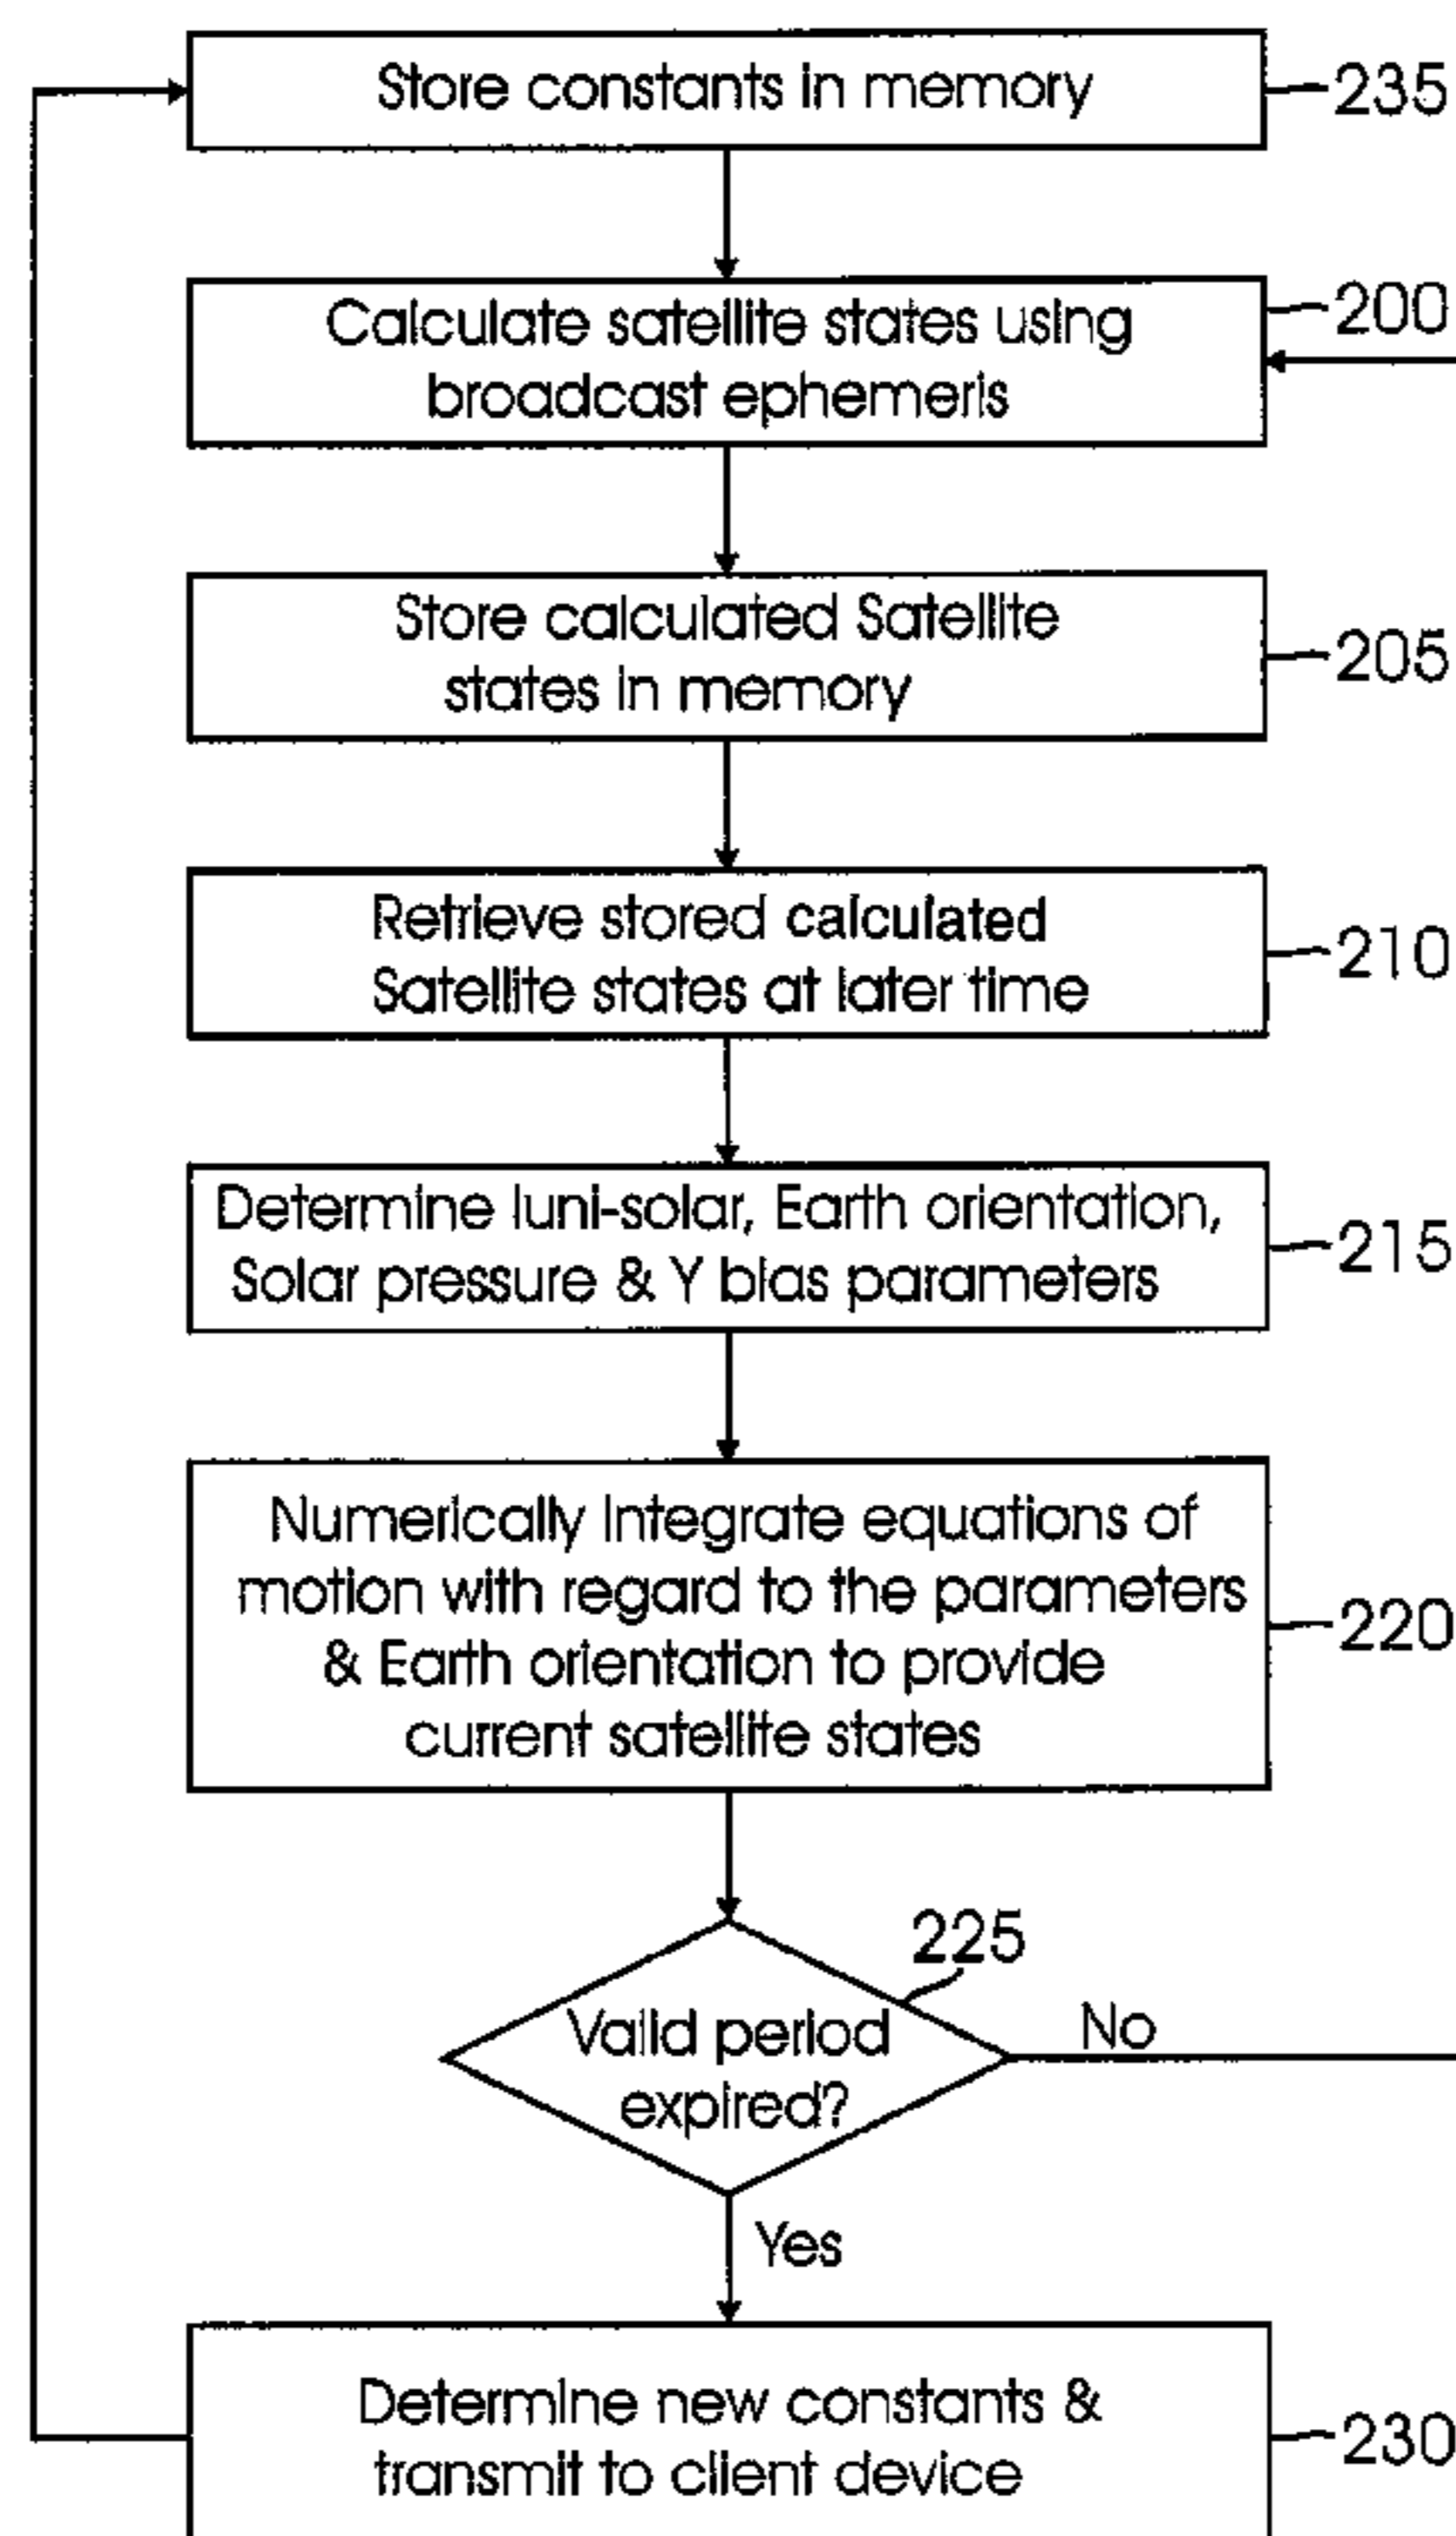 Store constants in memory
235
Calculate satellite states using
broadcast ephemeris
200
Store calculated Satellite
states in memory
205
Retrieve stored calculated
Satellite states at later time
210
Determine luni-solar, Earth orientation,
Solar pressure & Y bias parameters
215
Numerically Integrate equations of
motion with regard to the parameters
& Earth orientation to provide
current satellite states
220
225
Valid period
expired?
No
Yes
Determine new constants &
transmit to client device
230